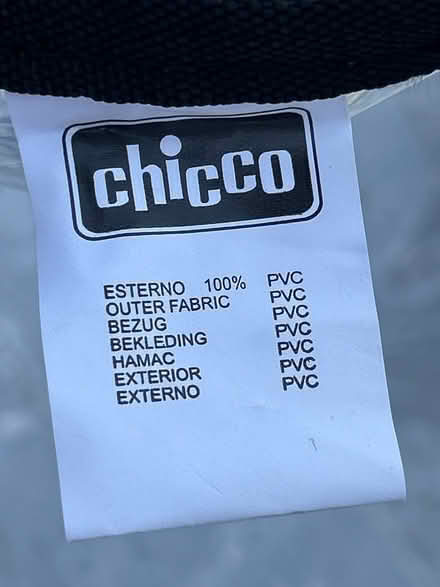 chicco
ESTERNO 100% PVC
OUTER FABRIC PVC
BEZUG PVC
BEKLEDING PVC
HAMAC PVC
EXTERIOR PVC
EXTERNO PVC